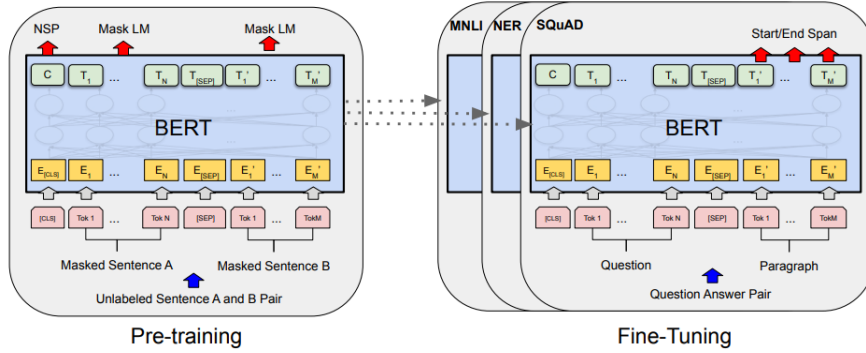 NSP Mask LM Mask LM
C T1 ... TN T[SEP] T1' ... TM'
BERT
E[CLS] E1 ... EN E[SEP] E1' ... EM'
[CLS] Tok 1 ... Tok N [SEP] Tok 1 ... TokM
Masked Sentence A Masked Sentence B
Unlabeled Sentence A and B Pair
Pre-training
MNLI NER SQuAD
Start/End Span
C T1 ... TN T[SEP] T1' ... TM'
BERT
E[CLS] E1 ... EN E[SEP] E1' ... EM'
[CLS] Tok 1 ... Tok N [SEP] Tok 1 ... TokM
Question Paragraph
Question Answer Pair
Fine-Tuning